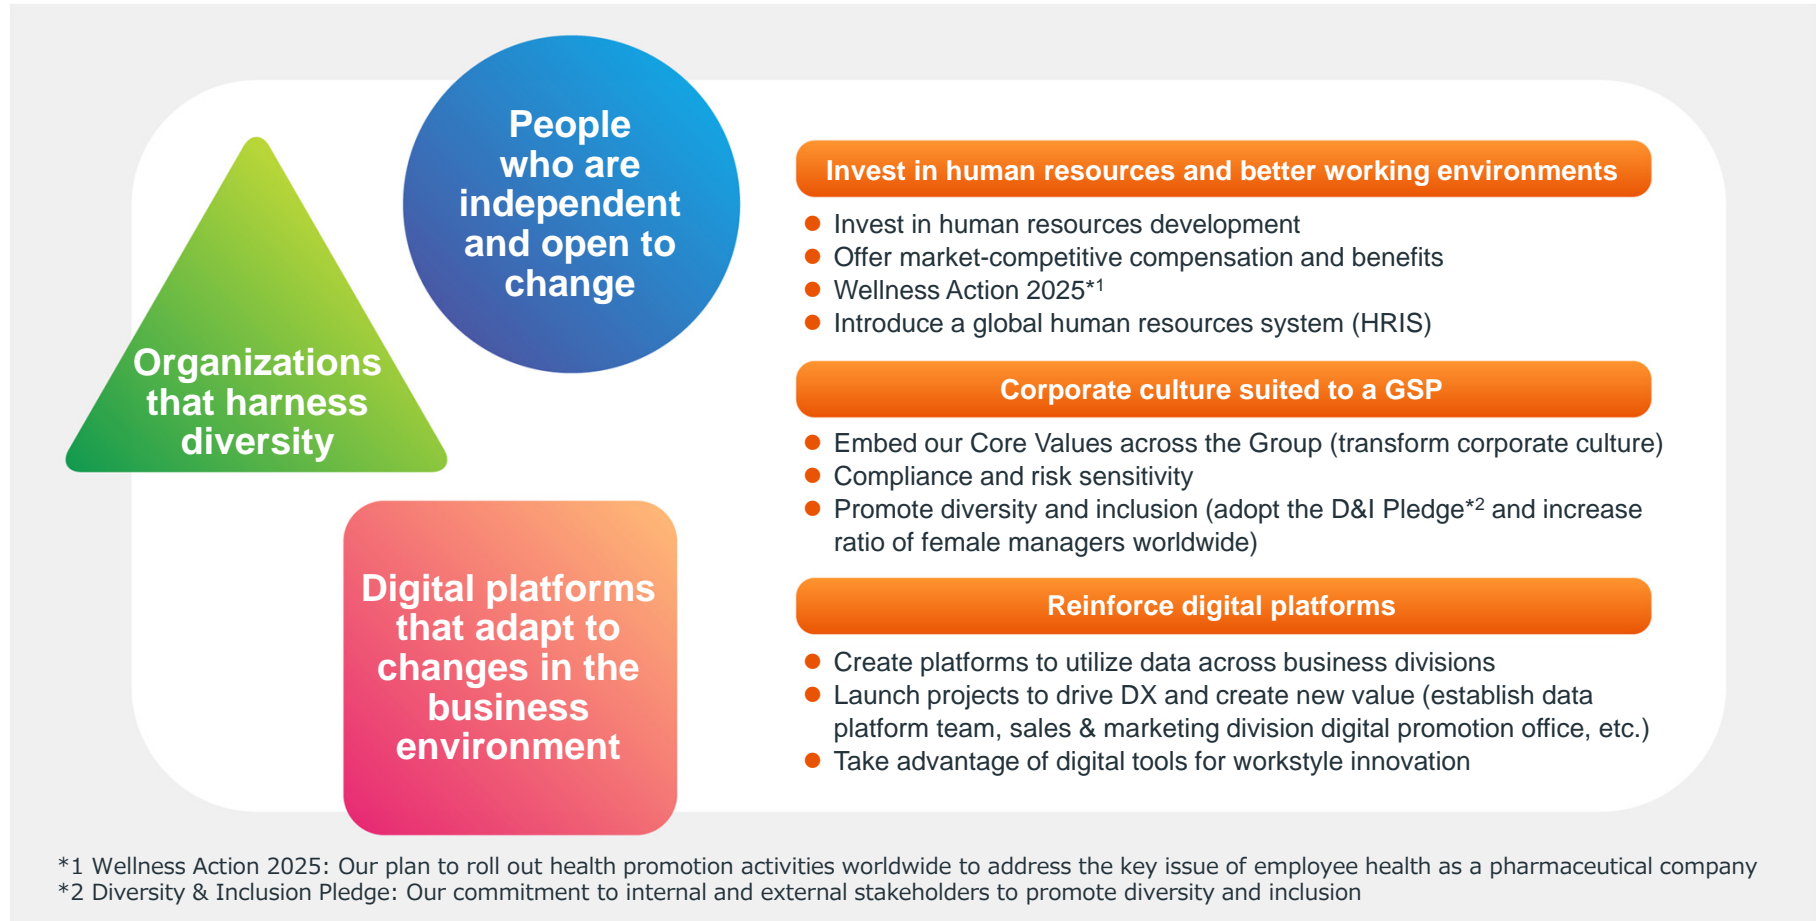 People
who are
independent
and open to
change
Organizations
that harness
diversity
Digital platforms
that adapt to
changes in the
business
environment
Invest in human resources and better working environments
● Invest in human resources development
● Offer market-competitive compensation and benefits
● Wellness Action 2025*1
● Introduce a global human resources system (HRIS)
Corporate culture suited to a GSP
● Embed our Core Values across the Group (transform corporate culture)
● Compliance and risk sensitivity
● Promote diversity and inclusion (adopt the D&I Pledge*2 and increase
ratio of female managers worldwide)
Reinforce digital platforms
● Create platforms to utilize data across business divisions
● Launch projects to drive DX and create new value (establish data
platform team, sales & marketing division digital promotion office, etc.)
● Take advantage of digital tools for workstyle innovation
*1 Wellness Action 2025: Our plan to roll out health promotion activities worldwide to address the key issue of employee health as a pharmaceutical company
*2 Diversity & Inclusion Pledge: Our commitment to internal and external stakeholders to promote diversity and inclusion